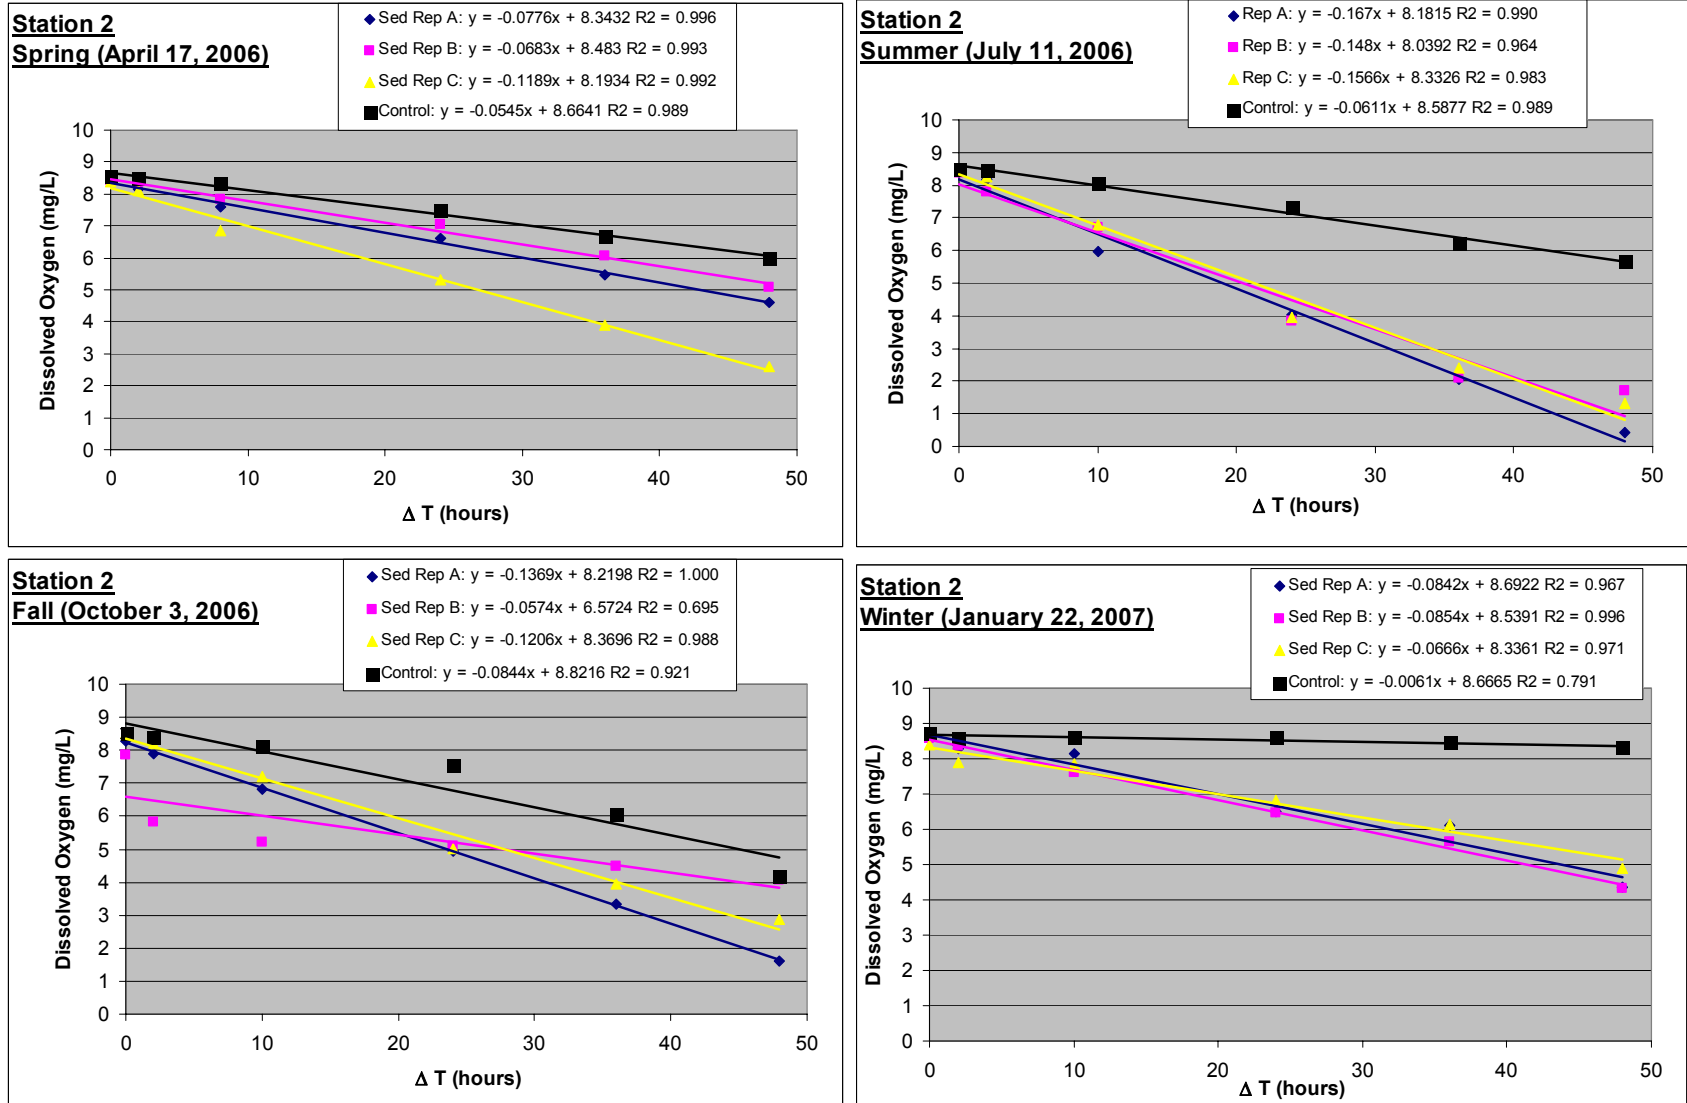 Station 2
Spring (April 17, 2006)
Sed Rep A: y = -0.0776x + 8.3432 R2 = 0.996
Sed Rep B: y = -0.0683x + 8.483 R2 = 0.993
Sed Rep C: y = -0.1189x + 8.1934 R2 = 0.992
Control: y = -0.0545x + 8.6641 R2 = 0.989
Dissolved Oxygen (mg/L)
10
9
8
7
6
5
4
3
2
1
0
0 10 20 30 40 50
Δ T (hours)
Station 2
Summer (July 11, 2006)
Rep A: y = -0.167x + 8.1815 R2 = 0.990
Rep B: y = -0.148x + 8.0392 R2 = 0.964
Rep C: y = -0.1566x + 8.3326 R2 = 0.983
Control: y = -0.0611x + 8.5877 R2 = 0.989
Dissolved Oxygen (mg/L)
10
9
8
7
6
5
4
3
2
1
0
0 10 20 30 40 50
Δ T (hours)
Station 2
Fall (October 3, 2006)
Sed Rep A: y = -0.1369x + 8.2198 R2 = 1.000
Sed Rep B: y = -0.0574x + 6.5724 R2 = 0.695
Sed Rep C: y = -0.1206x + 8.3696 R2 = 0.988
Control: y = -0.0844x + 8.8216 R2 = 0.921
Dissolved Oxygen (mg/L)
10
9
8
7
6
5
4
3
2
1
0
0 10 20 30 40 50
Δ T (hours)
Station 2
Winter (January 22, 2007)
Sed Rep A: y = -0.0842x + 8.6922 R2 = 0.967
Sed Rep B: y = -0.0854x + 8.5391 R2 = 0.996
Sed Rep C: y = -0.0666x + 8.3361 R2 = 0.971
Control: y = -0.0061x + 8.6665 R2 = 0.791
Dissolved Oxygen (mg/L)
10
9
8
7
6
5
4
3
2
1
0
0 10 20 30 40 50
Δ T (hours)